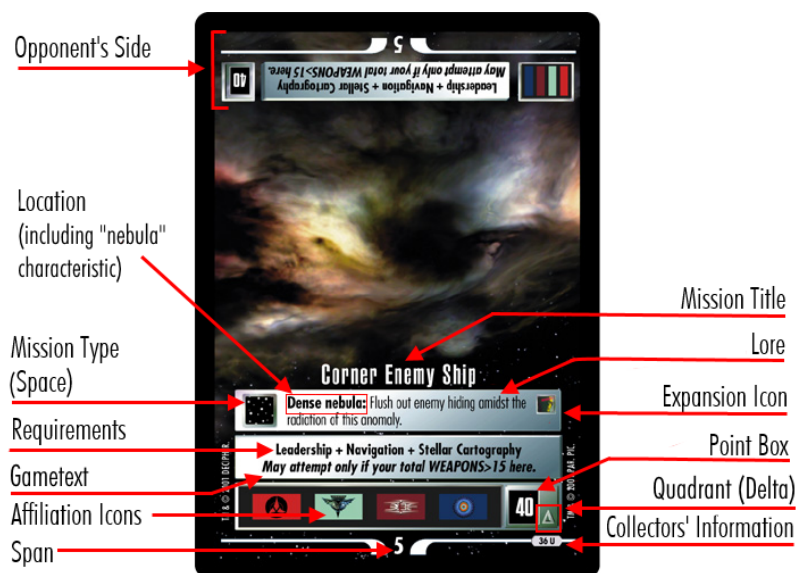 Opponent's Side
5
May attempt only if your total WEAPONS>15 here.
Leadership + Navigation + Stellar Cartography
40
Location
(including "nebula"
characteristic)
Mission Title
Lore
Mission Type
(Space)
Corner Enemy Ship
Expansion Icon
Dense nebula: Flush out enemy hiding amidst the
radiction of this anomaly.
Requirements
Leadership + Navigation + Stellar Cartography
Point Box
Gametext
May attempt only if your total WEAPONS>15 here.
Quadrant (Delta)
Affiliation Icons
40
Collectors' Information
Span
5
36 U